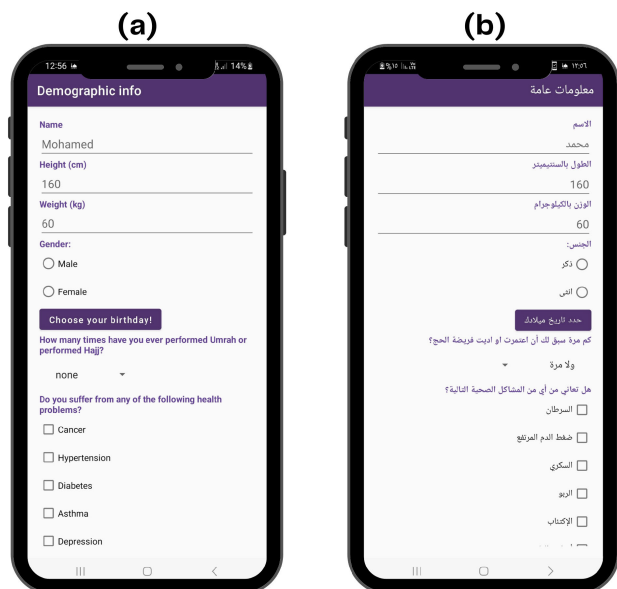 (a)
12:56
14%
Demographic info
Name
Mohamed
Height (cm)
160
Weight (kg)
60
Gender:
Male
Female
Choose your birthday!
How many times have you ever performed Umrah or
performed Hajj?
none
Do you suffer from any of the following health
problems?
Cancer
Hypertension
Diabetes
Asthma
Depression
(b)
١٢:٥٦
معلومات عامة
الاسم
محمد
الطول بالسنتيميتر
160
الوزن بالكيلوجرام
60
الجنس:
ذكر
انثى
حدد تاريخ ميلادك
كم مرة سبق لك أن اعتمرت او اديت فريضة الحج؟
ولا مرة
هل تعاني من أي من المشاكل الصحية التالية؟
السرطان
ضغط الدم المرتفع
السكري
الربو
الإكتئاب